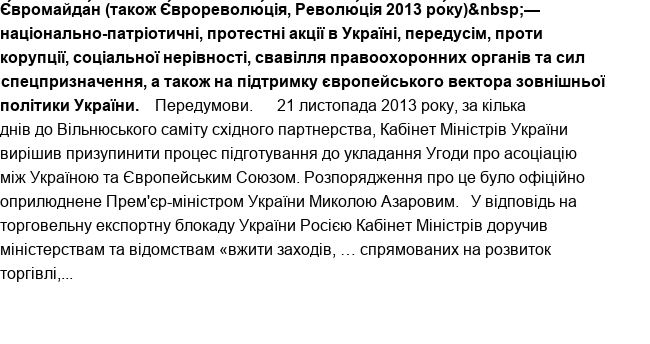 Євромайда́н (також Єврореволю́ція, Револю́ція 2013 ро́ку)&nbsp;—
національно-патріотичні, протестні акції в Україні, передусім, проти
корупції, соціальної нерівності, свавілля правоохоронних органів та сил
спецпризначення, а також на підтримку європейського вектора зовнішньої
політики України.    Передумови.      21 листопада 2013 року, за кілька
днів до Вільнюського саміту східного партнерства, Кабінет Міністрів України
вирішив призупинити процес підготування до укладання Угоди про асоціацію
між Україною та Європейським Союзом. Розпорядження про це було офіційно
оприлюднене Прем'єр-міністром України Миколою Азаровим.   У відповідь на
торговельну експортну блокаду України Росією Кабінет Міністрів доручив
міністерствам та відомствам «вжити заходів, … спрямованих на розвиток
торгівлі,...